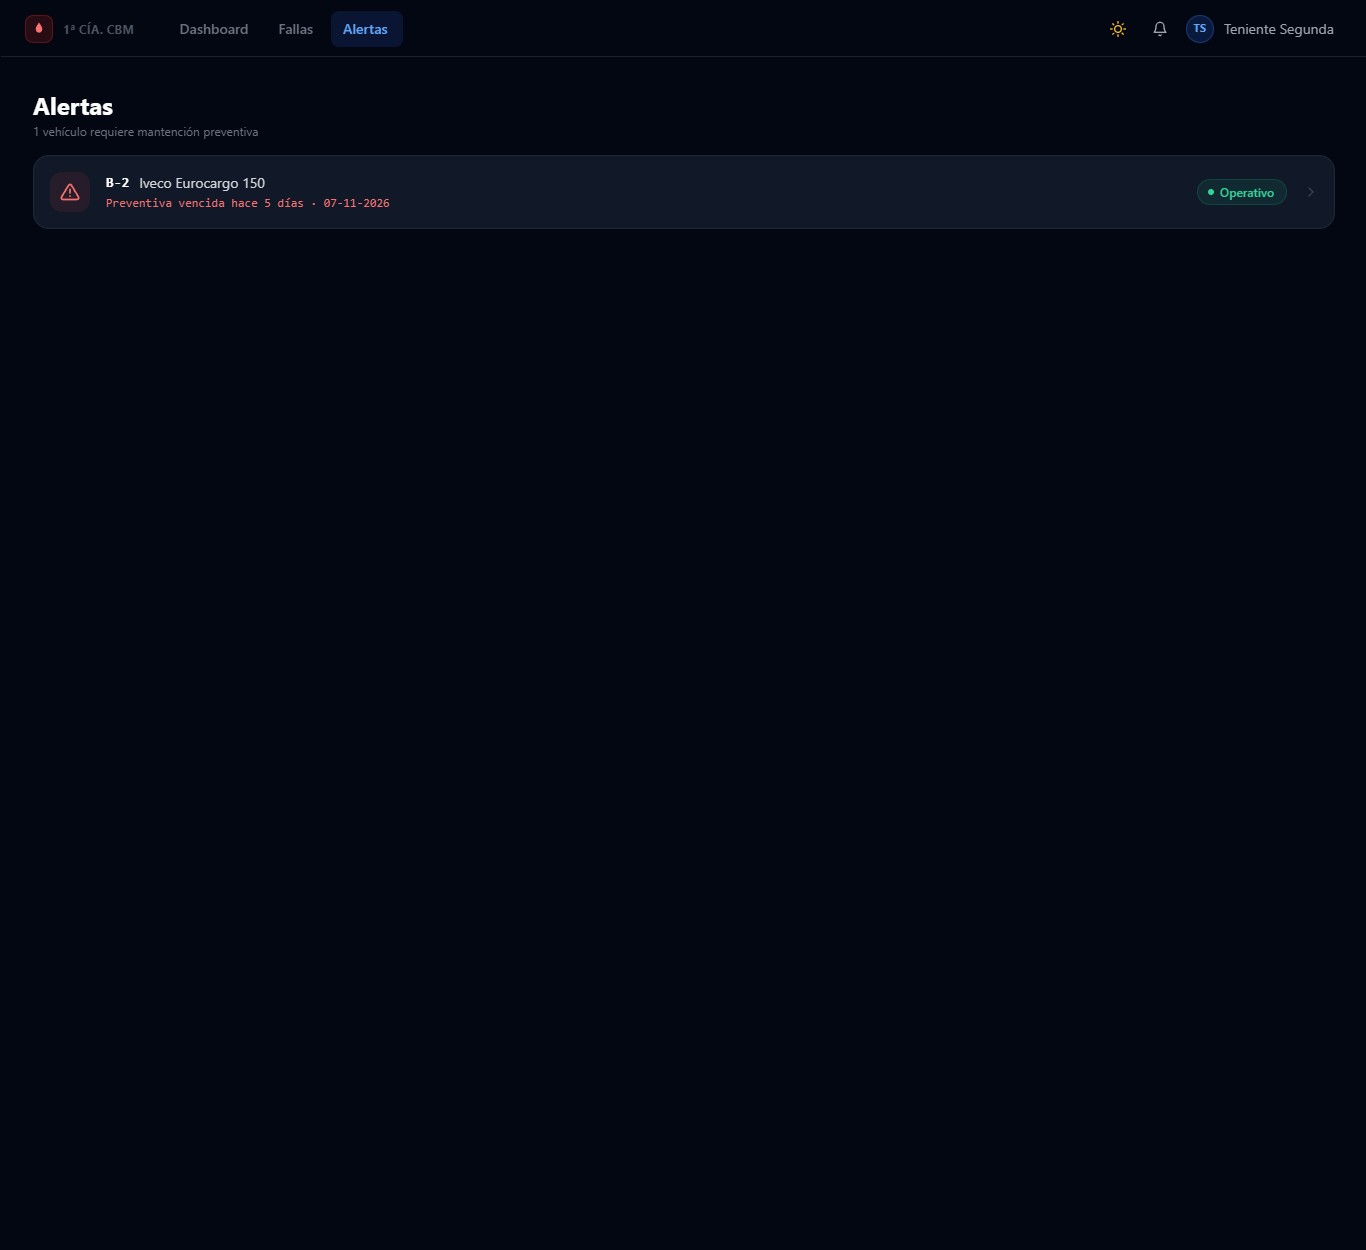 1ª CÍA. CBM Dashboard Fallas Alertas TS Teniente Segunda
Alertas
1 vehículo requiere mantención preventiva
B-2 Iveco Eurocargo 150
Preventiva vencida hace 5 días · 07-11-2026
Operativo